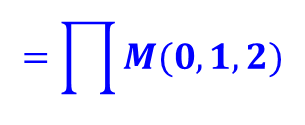 = ∏ M(0, 1, 2)